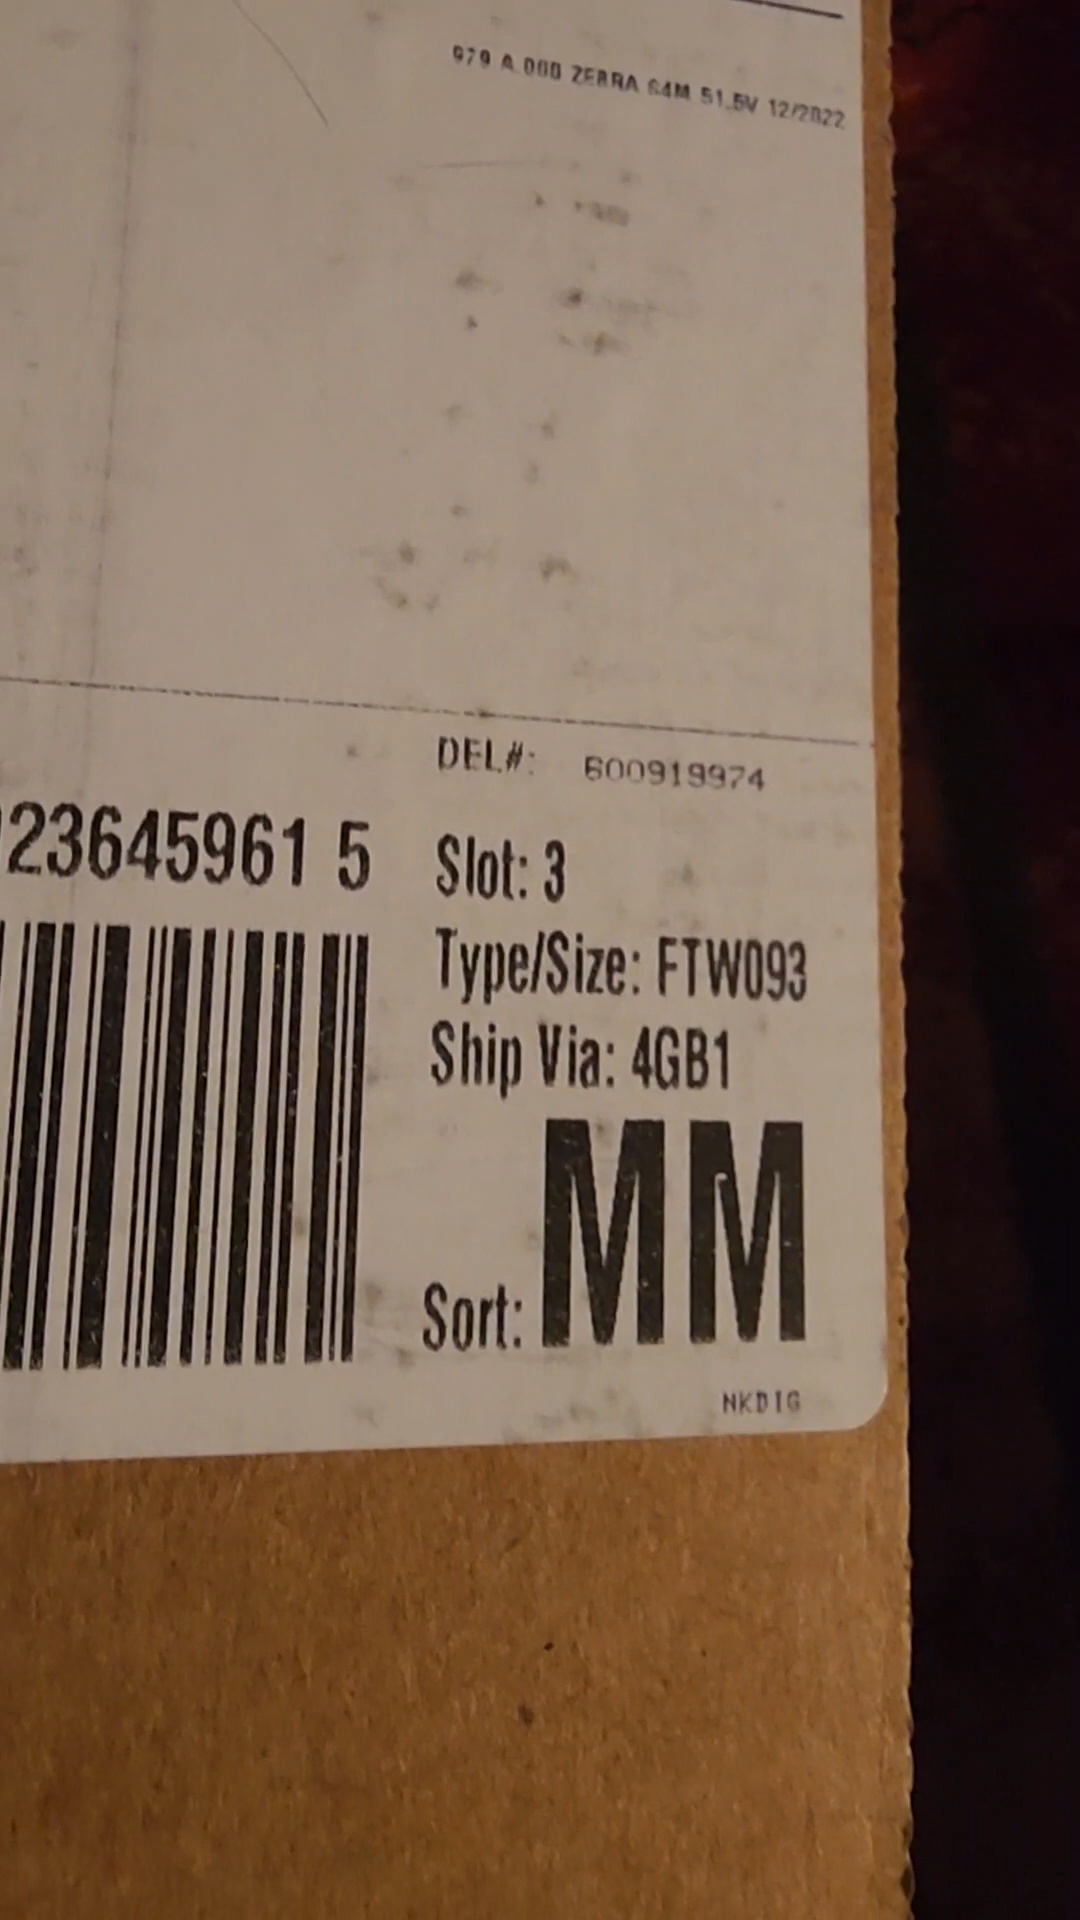 979 A 000 ZEBRA S4M 51.5V 12/2022
DEL#: 600919974
23645961 5
Slot: 3
Type/Size: FTW093
Ship Via: 4GB1
Sort: MM
NKDIG